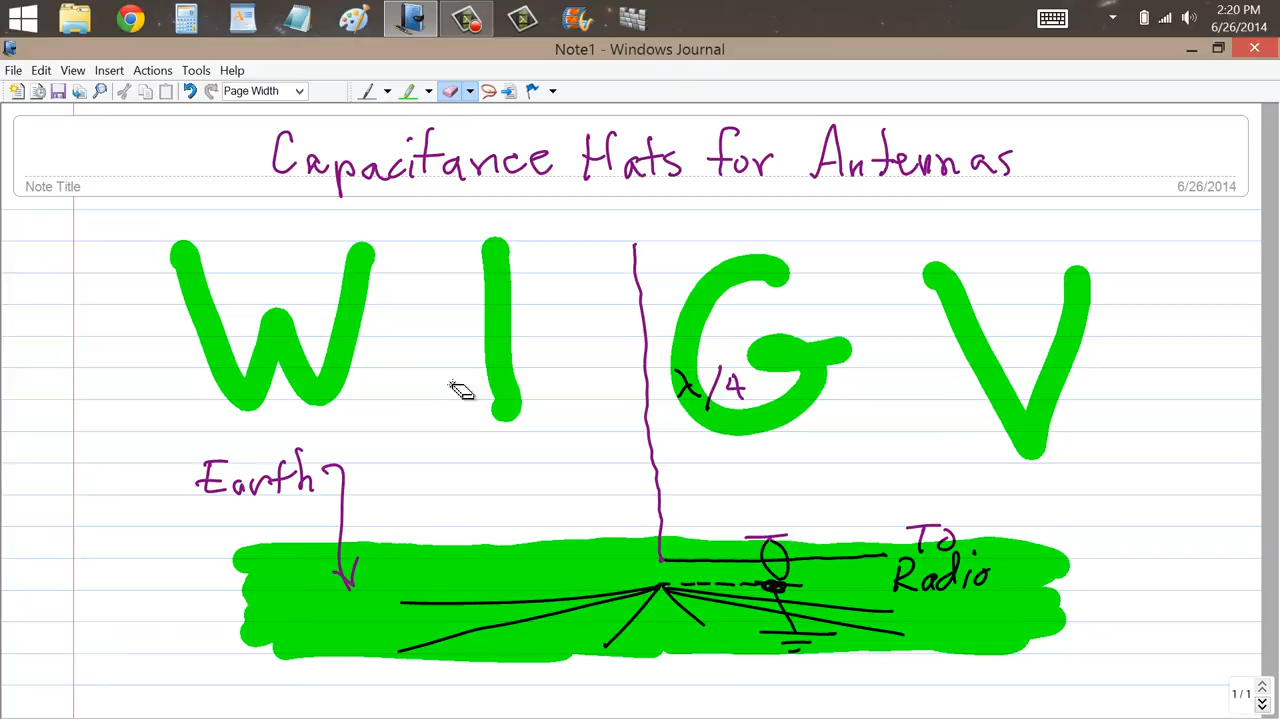 2:20 PM
6/26/2014
Note1 - Windows Journal
File Edit View Insert Actions Tools Help
Page Width
Capacitance Hats for Antennas
Note Title
6/26/2014
W I G V
λ/4
Earth
To
Radio
1 / 1